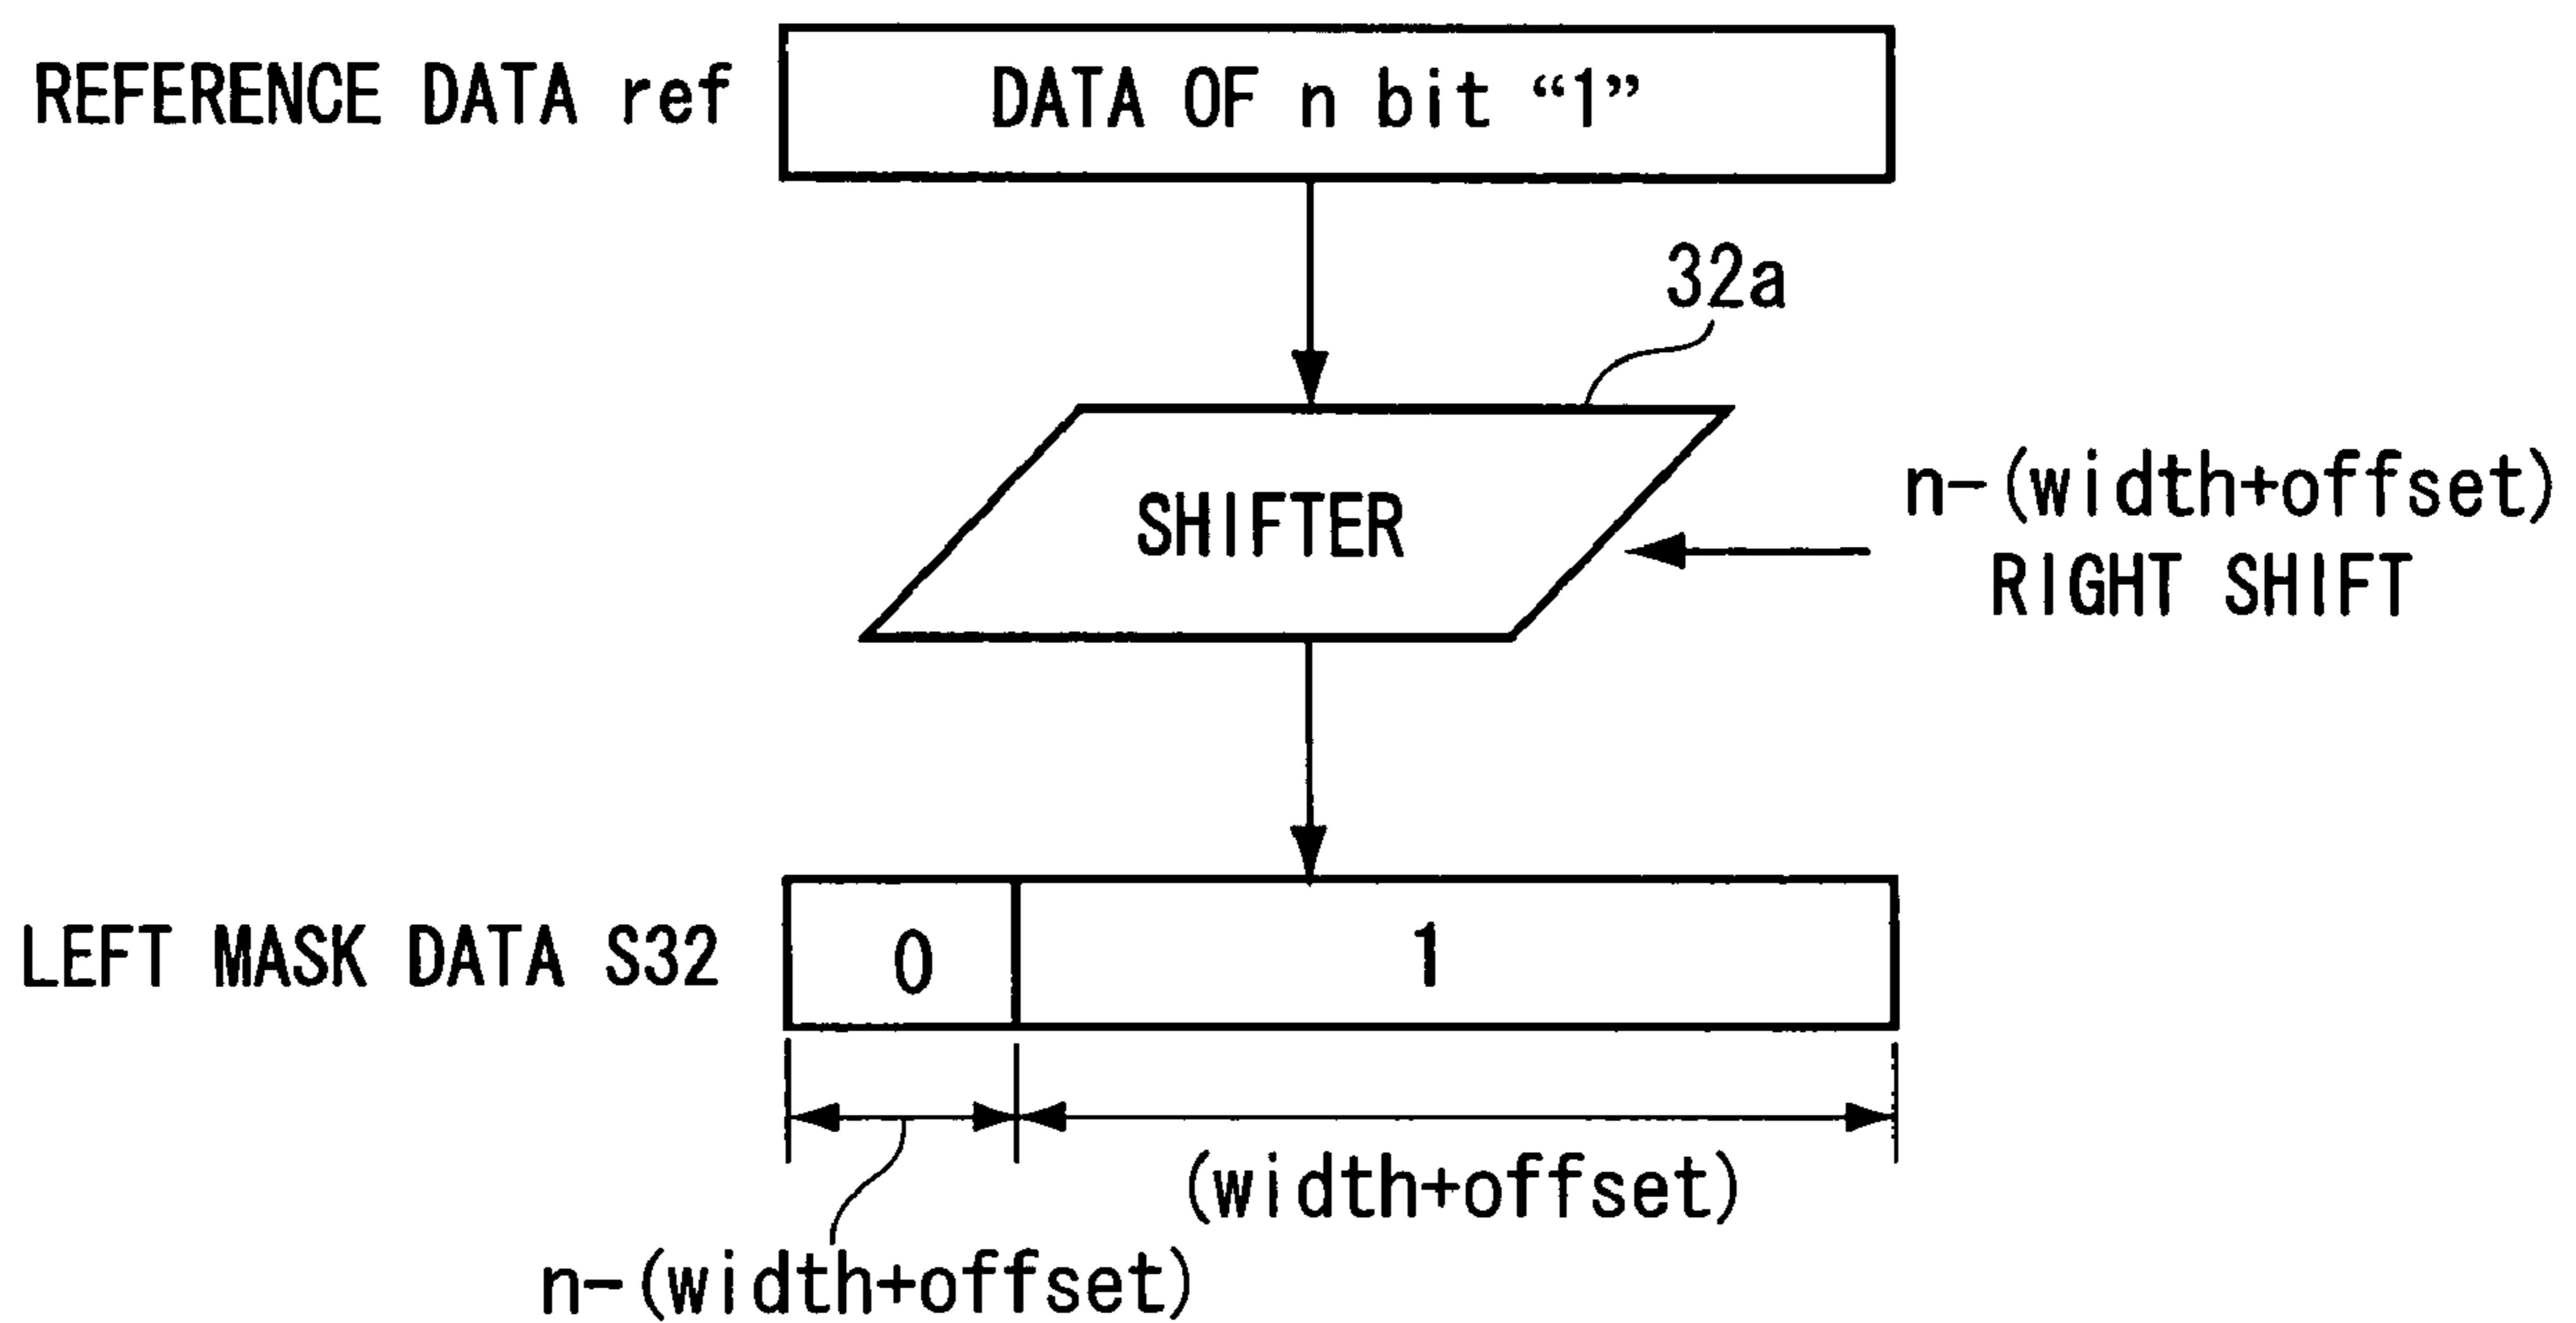 REFERENCE DATA ref
DATA OF n bit “1”
32a
SHIFTER
n-(width+offset)
RIGHT SHIFT
LEFT MASK DATA S32
0
1
(width+offset)
n-(width+offset)